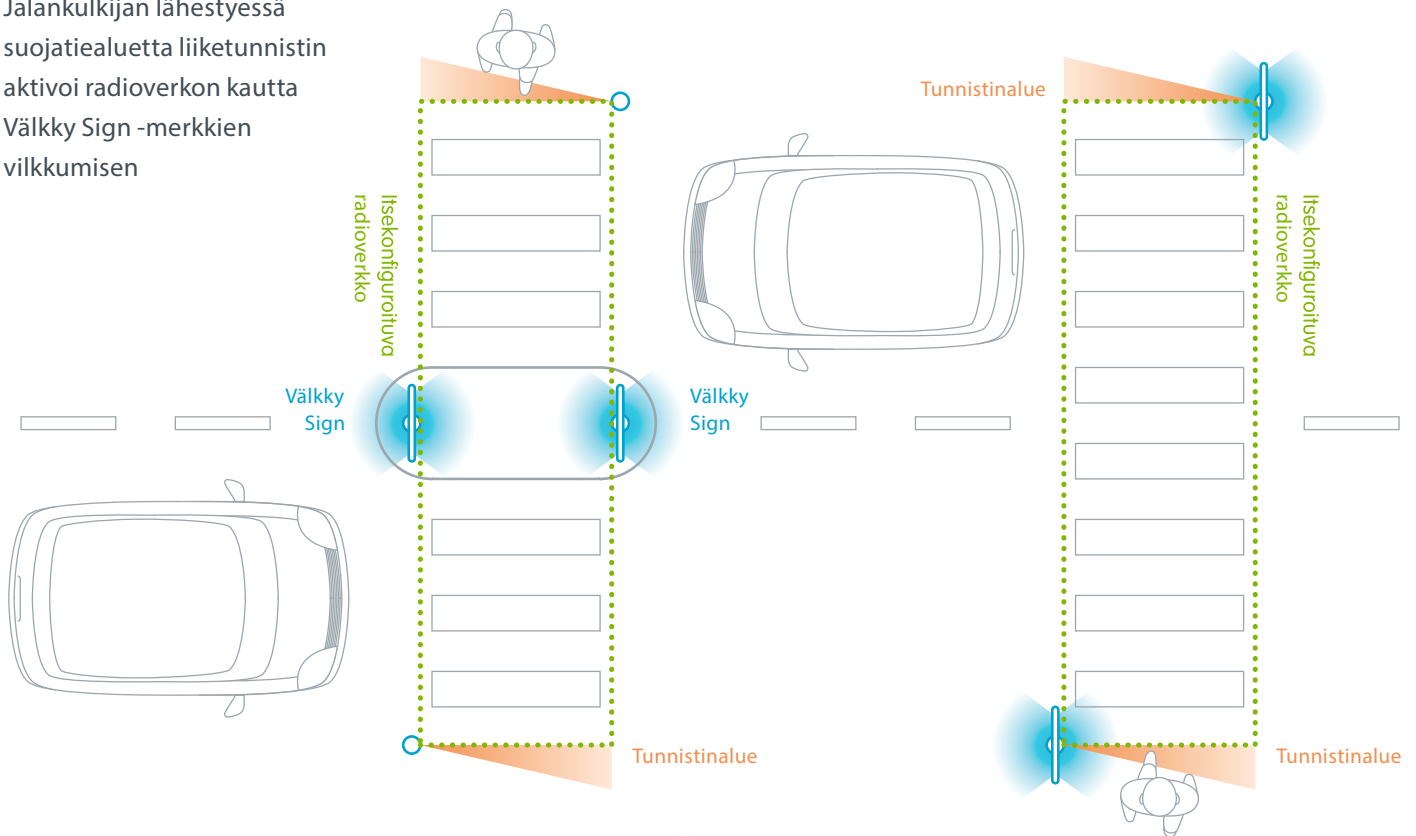 Jalankulkijan lähestyessä
suojatiealuetta liiketunnistin
aktivoi radioverkon kautta
Välkky Sign -merkkien
vilkkumisen
Tunnistinalue
Itsekonfiguroituva
radioverkko
Itsekonfiguroituva
radioverkko
Välkky
Sign
Välkky
Sign
Tunnistinalue
Tunnistinalue